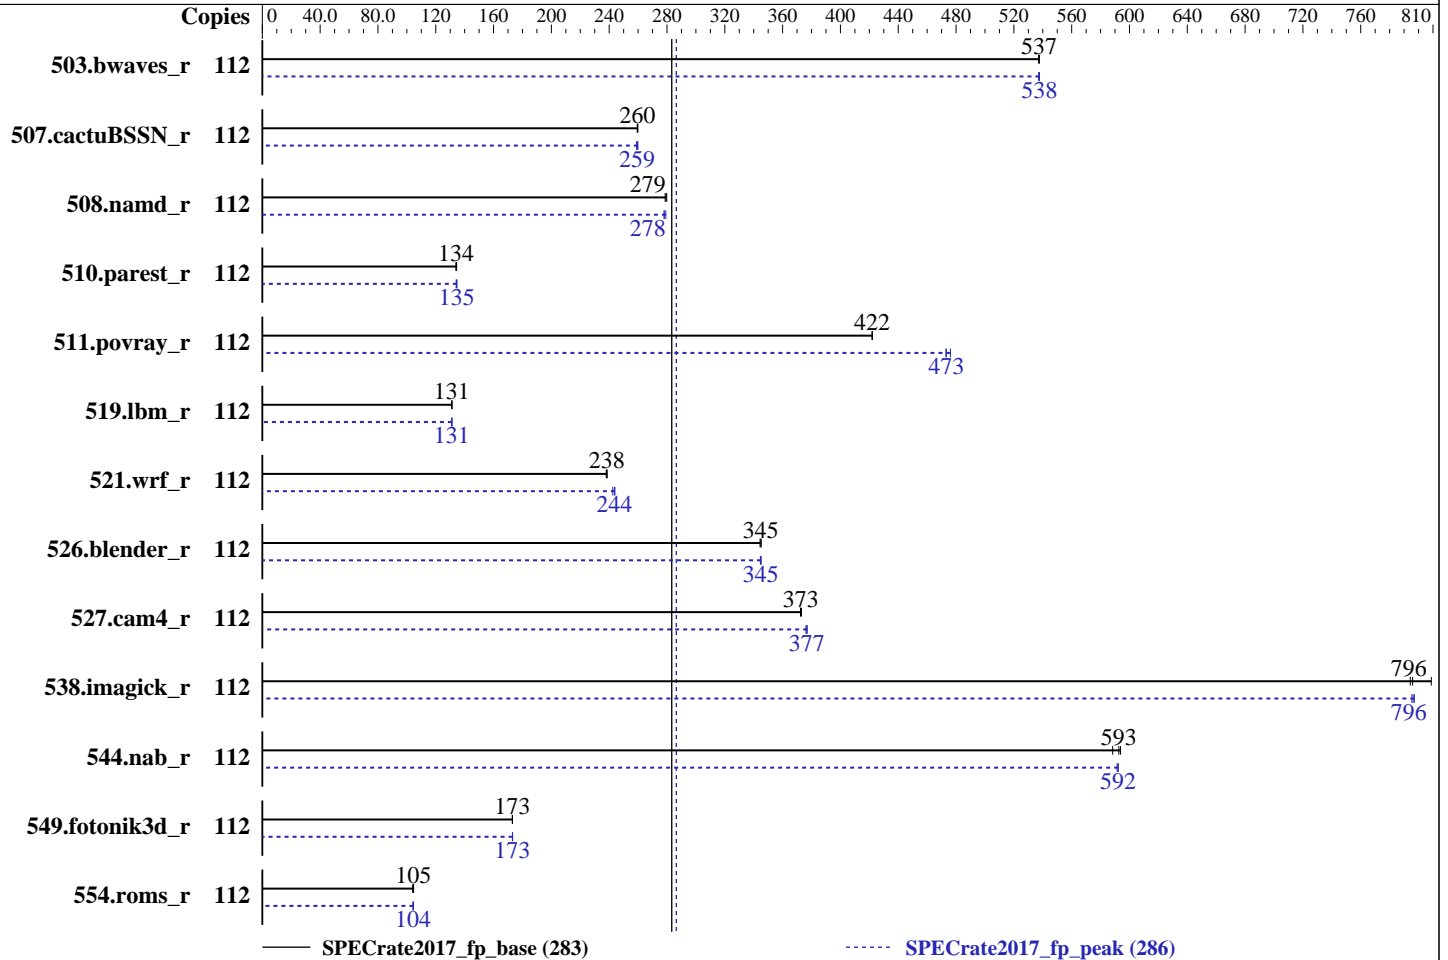 Copies 0 40.0 80.0 120 160 200 240 280 320 360 400 440 480 520 560 600 640 680 720 760 810
503.bwaves_r 112 537
538
507.cactuBSSN_r 112 260
259
508.namd_r 112 279
278
510.parest_r 112 134
135
511.povray_r 112 422
473
519.lbm_r 112 131
131
521.wrf_r 112 238
244
526.blender_r 112 345
345
527.cam4_r 112 373
377
538.imagick_r 112 796
796
544.nab_r 112 593
592
549.fotonik3d_r 112 173
173
554.roms_r 112 105
104
SPECrate2017_fp_base (283) SPECrate2017_fp_peak (286)